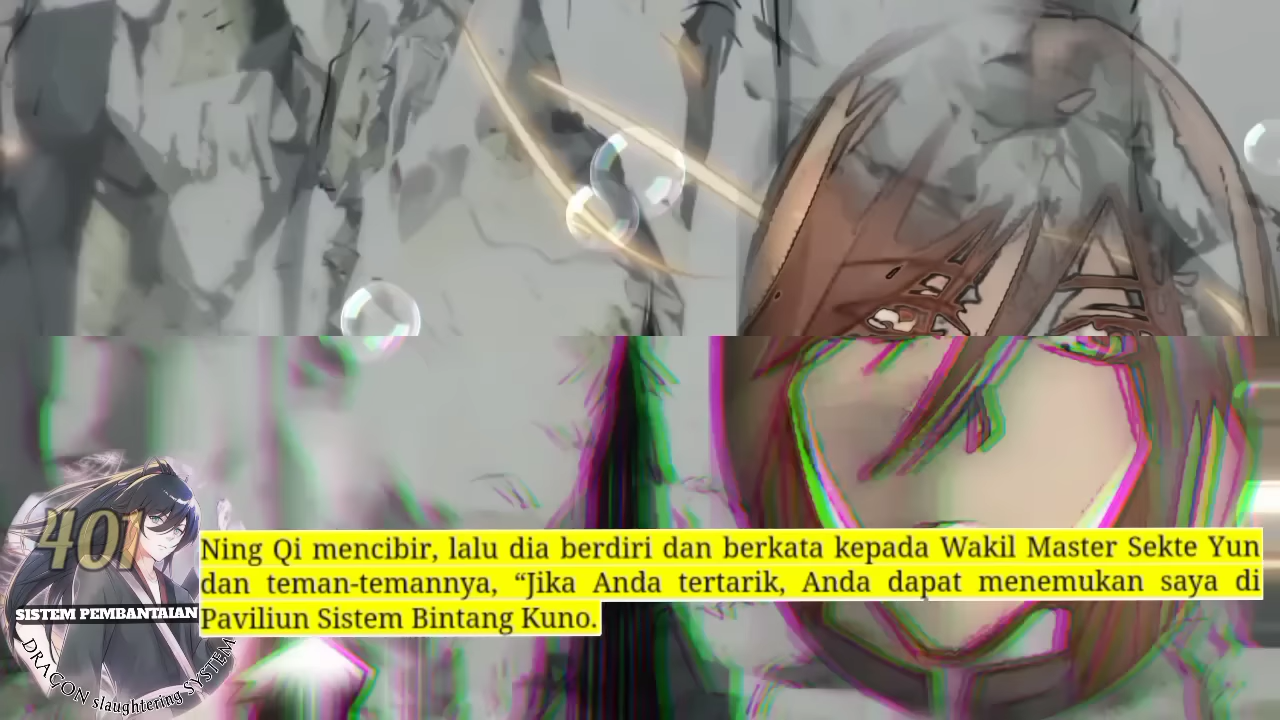 401
SISTEM PEMBANTAIAN
DRAGON slaughtering SYSTEM
Ning Qi mencibir, lalu dia berdiri dan berkata kepada Wakil Master Sekte Yun
dan teman-temannya, “Jika Anda tertarik, Anda dapat menemukan saya di
Paviliun Sistem Bintang Kuno.